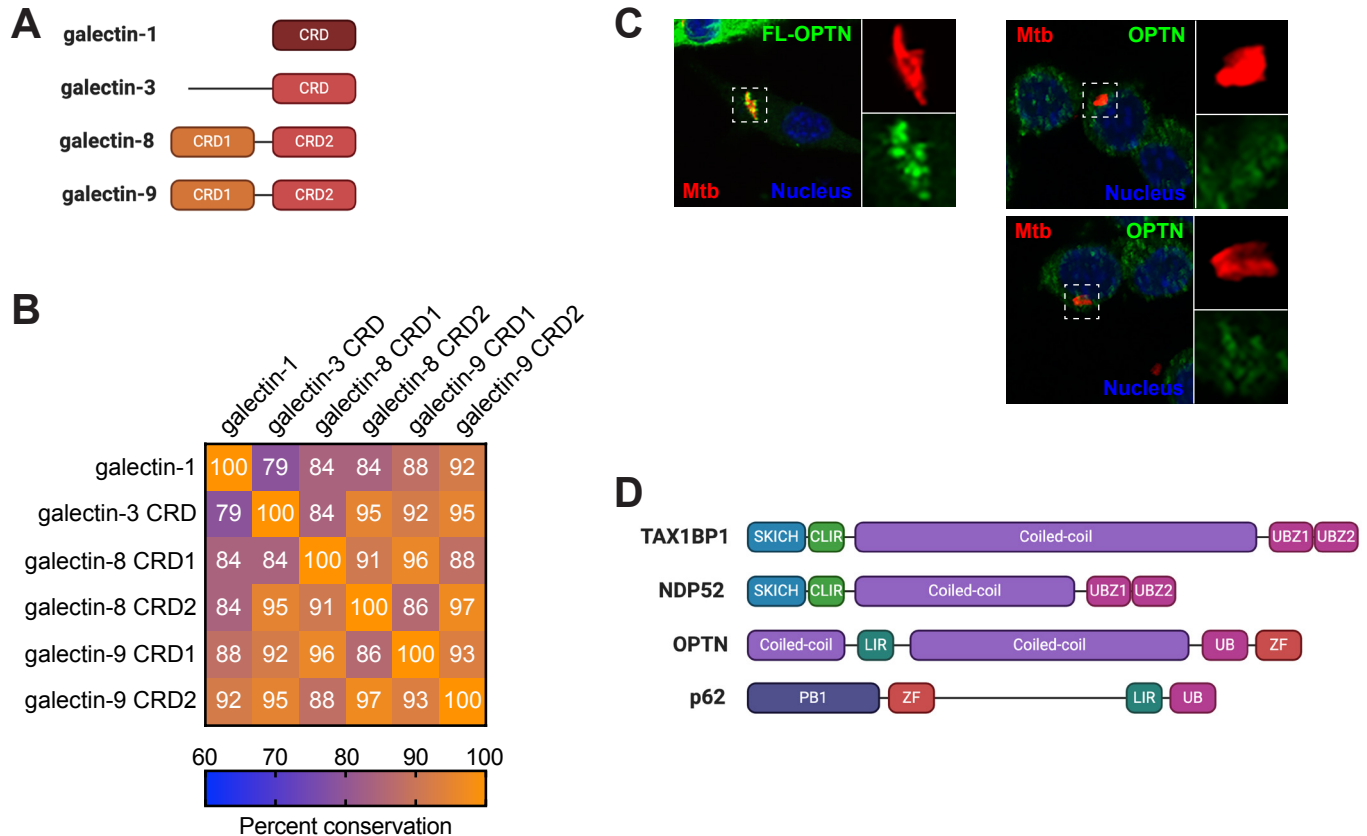 A
galectin-1 CRD
galectin-3 CRD
galectin-8 CRD1 CRD2
galectin-9 CRD1 CRD2
B
galectin-1
galectin-3 CRD
galectin-8 CRD1
galectin-8 CRD2
galectin-9 CRD1
galectin-9 CRD2
galectin-1 100 79 84 84 88 92
galectin-3 CRD 79 100 84 95 92 95
galectin-8 CRD1 84 84 100 91 96 88
galectin-8 CRD2 84 95 91 100 86 97
galectin-9 CRD1 88 92 96 86 100 93
galectin-9 CRD2 92 95 88 97 93 100
60 70 80 90 100
Percent conservation
C
FL-OPTN
Mtb Nucleus
Mtb OPTN
Nucleus
Mtb OPTN
Nucleus
D
TAX1BP1 SKICH CLIR Coiled-coil UBZ1 UBZ2
NDP52 SKICH CLIR Coiled-coil UBZ1 UBZ2
OPTN Coiled-coil LIR Coiled-coil UB ZF
p62 PB1 ZF LIR UB